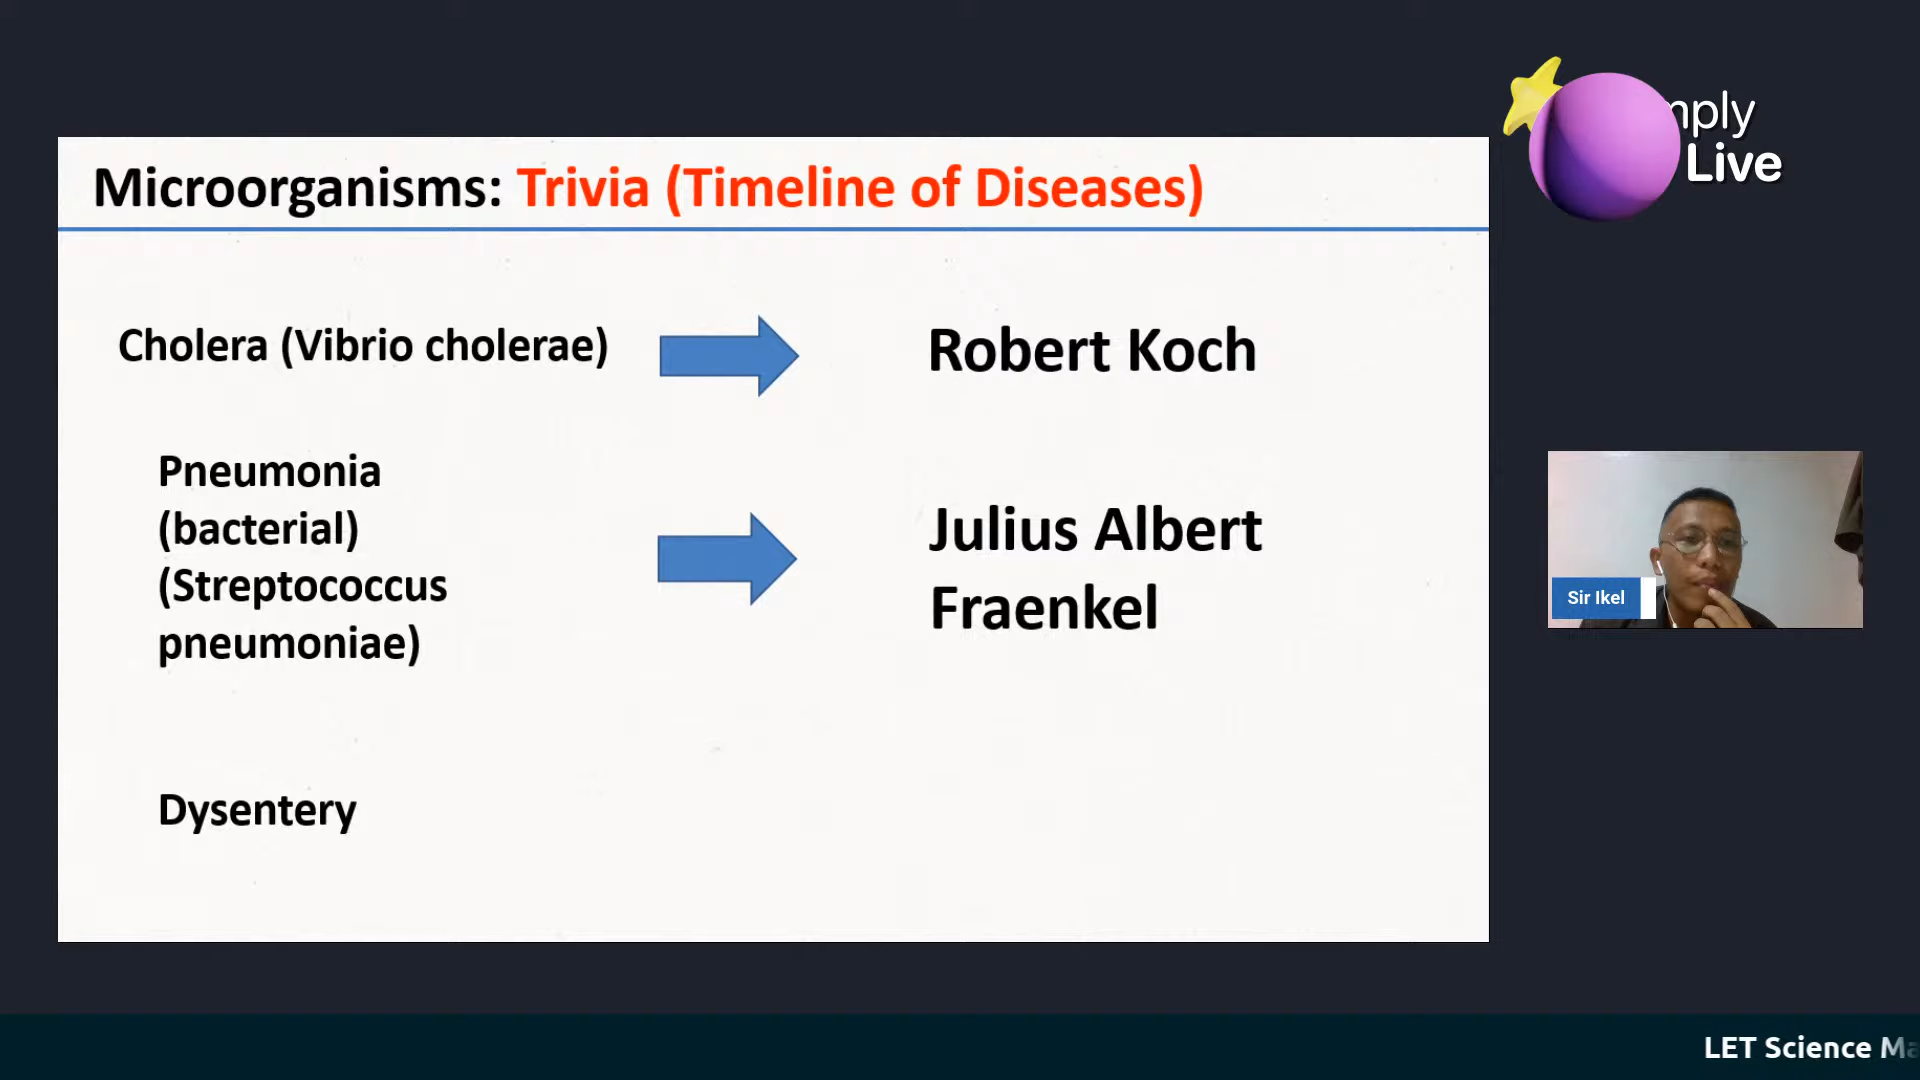 Live
Microorganisms: Trivia (Timeline of Diseases)
Cholera (Vibrio cholerae)
Robert Koch
Pneumonia
(bacterial)
(Streptococcus
pneumoniae)
Julius Albert
Fraenkel
Sir Ikel
Dysentery
LET Science